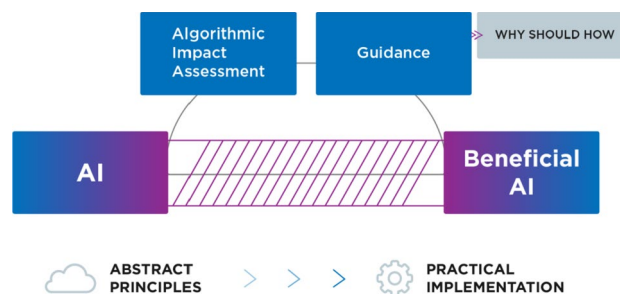 Algorithmic
Impact
Assessment
Guidance
WHY SHOULD HOW
AI
Beneficial
AI
ABSTRACT
PRINCIPLES
PRACTICAL
IMPLEMENTATION